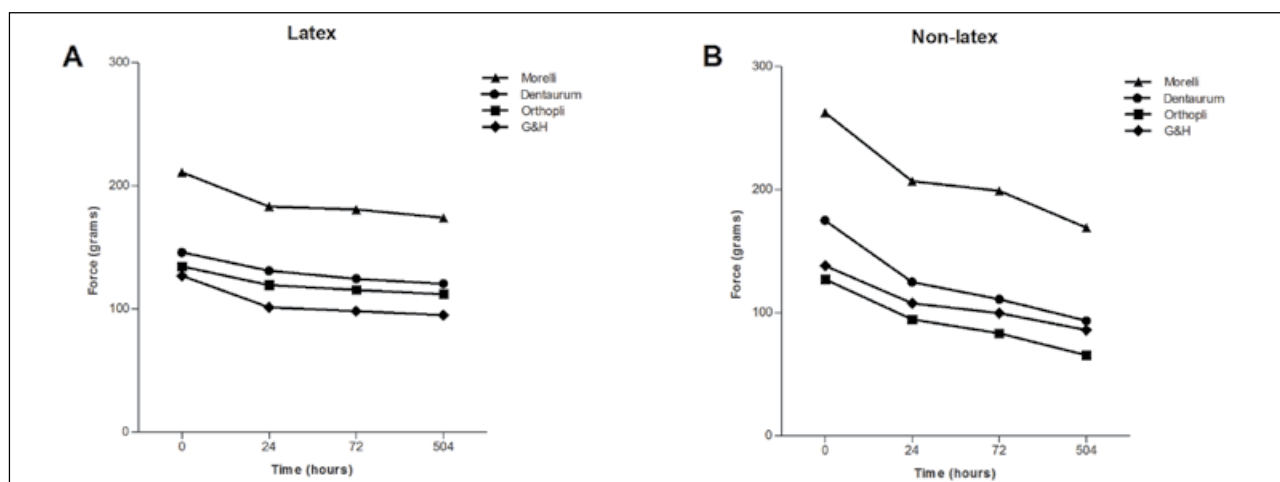 A
Latex
300
200
100
0
Force (grams)
0 24 72 504
Time (hours)
Morelli
Dentaurum
Orthopli
G&H
B
Non-latex
300
200
100
0
Force (grams)
0 24 72 504
Time (hours)
Morelli
Dentaurum
Orthopli
G&H